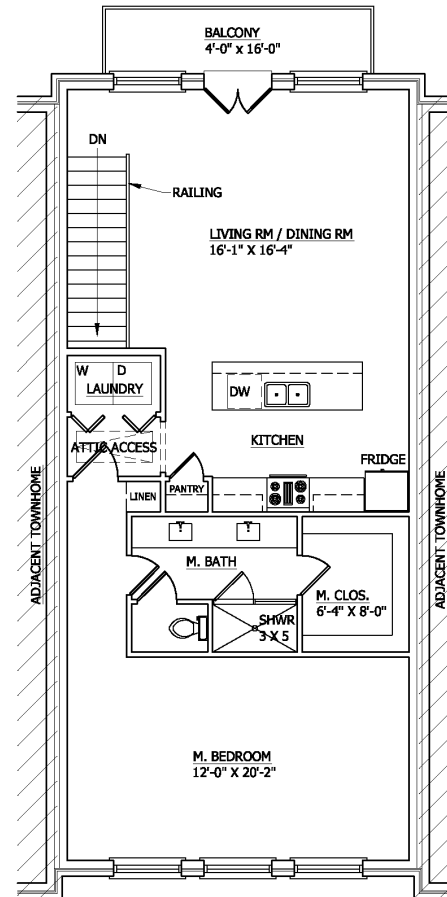 BALCONY
4'-0" x 16'-0"
DN
RAILING
LIVING RM / DINING RM
16'-1" X 16'-4"
W D
LAUNDRY
DW
ATTIC ACCESS
KITCHEN
FRIDGE
LINEN
PANTRY
ADJACENT TOWNHOME
ADJACENT TOWNHOME
M. BATH
M. CLOS.
6'-4" X 8'-0"
SHWR
3 X 5
M. BEDROOM
12'-0" X 20'-2"